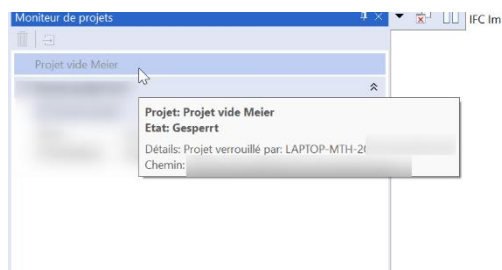 Moniteur de projets
IFC Im
Projet vide Meier
Projet: Projet vide Meier
Etat: Gesperrt
Détails: Projet verrouillé par: LAPTOP-MTH-20
Chemin: